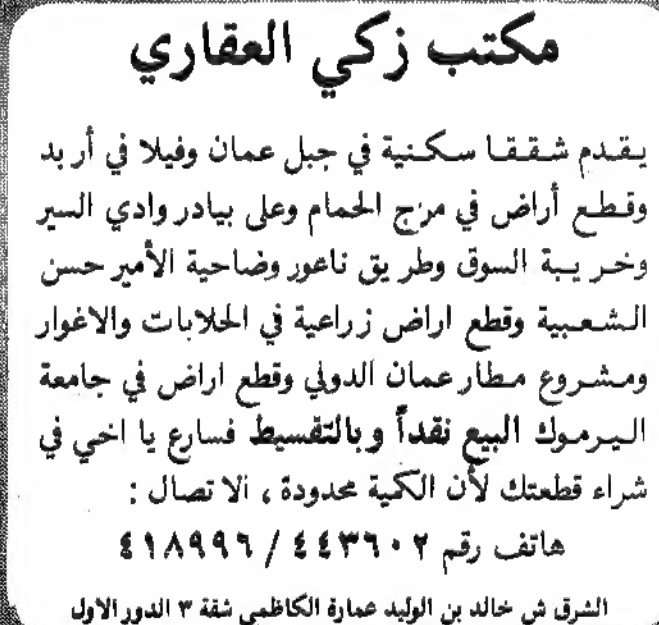 مكتب زكي العقاري
يقدم شققا سكنية في جبل عمان وفيلا في أربد
وقطع أراض في مرج الحمام وعلى بيادر وادي السير
وخريبة السوق وطريق ناعور وضاحية الأمير حسن
الشعبية وقطع اراض زراعية في الحلابات والاغوار
ومشروع مطار عمان الدولي وقطع اراض في جامعة
اليرموك البيع نقداً وبالتقسيط فسارع يا اخي في
شراء قطعتك لأن الكمية محدودة ، الاتصال :
هاتف رقم ٤٤٣٦٠٢ / ٤١٨٩٩٦
الشرق ش خالد بن الوليد عمارة الكاظمي شقة ٣ الدور الاول